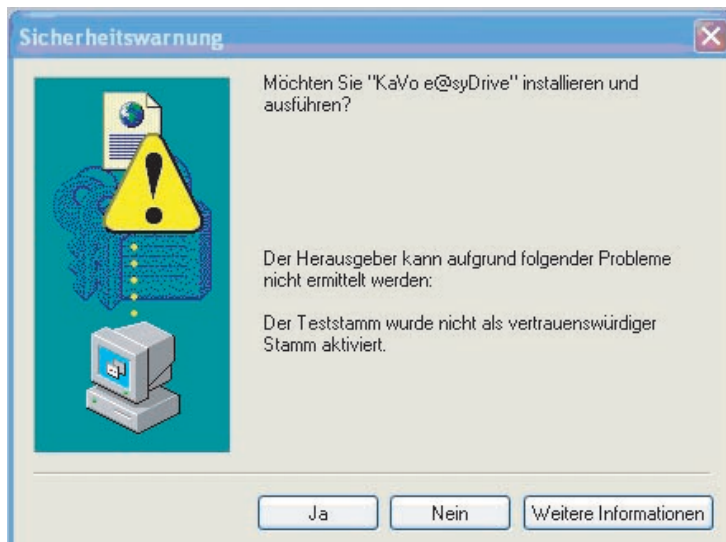 Sicherheitswarnung
Möchten Sie "KaVo e@syDrive" installieren und
ausführen?
Der Herausgeber kann aufgrund folgender Probleme
nicht ermittelt werden:
Der Teststamm wurde nicht als vertrauenswürdiger
Stamm aktiviert.
Ja Nein Weitere Informationen